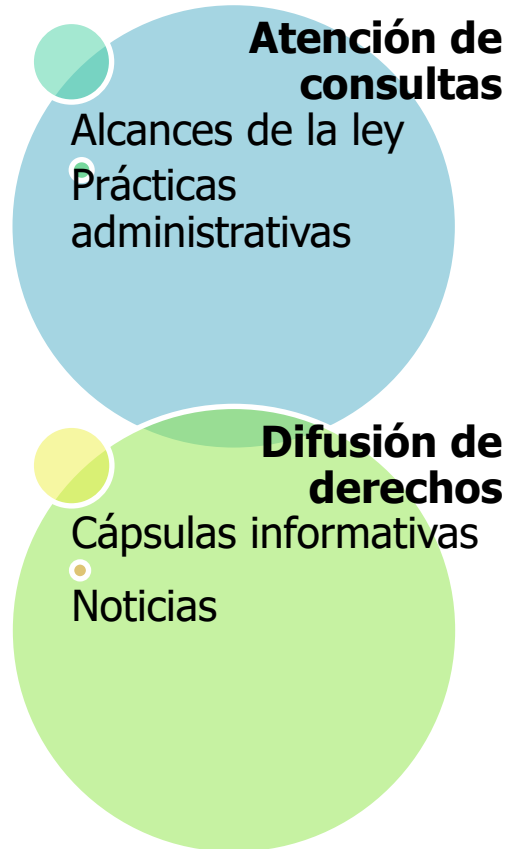 Atención de
consultas
Alcances de la ley
Prácticas
administrativas
Difusión de
derechos
Cápsulas informativas
Noticias